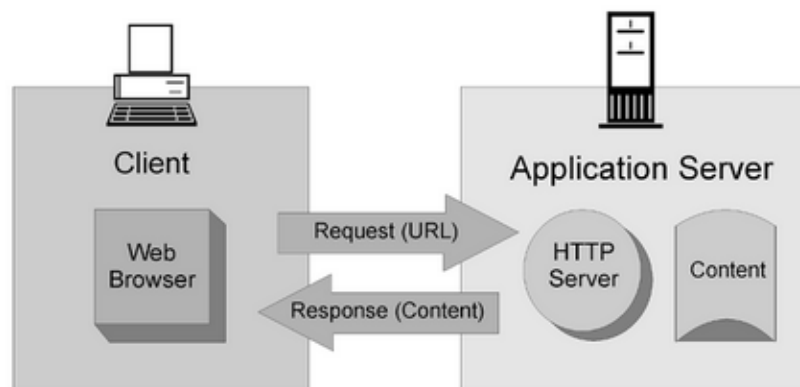 Client
Application Server
Web
Browser
Request (URL)
Response (Content)
HTTP
Server
Content